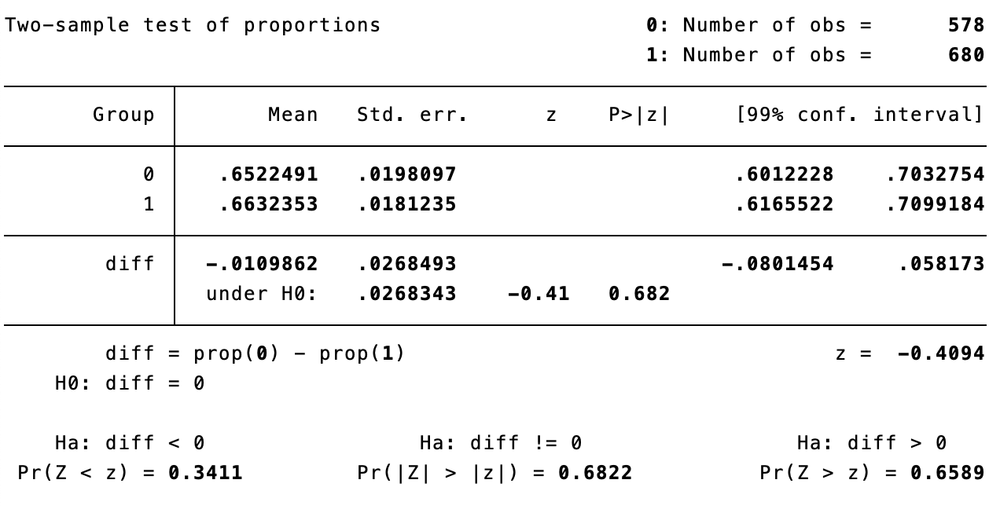 Two-sample test of proportions 0: Number of obs = 578
1: Number of obs = 680
Group Mean Std. err. z P>|z| [99% conf. interval]
0 .6522491 .0198097 .6012228 .7032754
1 .6632353 .0181235 .6165522 .7099184
diff -.0109862 .0268493 -.0801454 .058173
under H0: .0268343 -0.41 0.682
diff = prop(0) - prop(1) z = -0.4094
H0: diff = 0
Ha: diff < 0 Ha: diff != 0 Ha: diff > 0
Pr(Z < z) = 0.3411 Pr(|Z| > |z|) = 0.6822 Pr(Z > z) = 0.6589